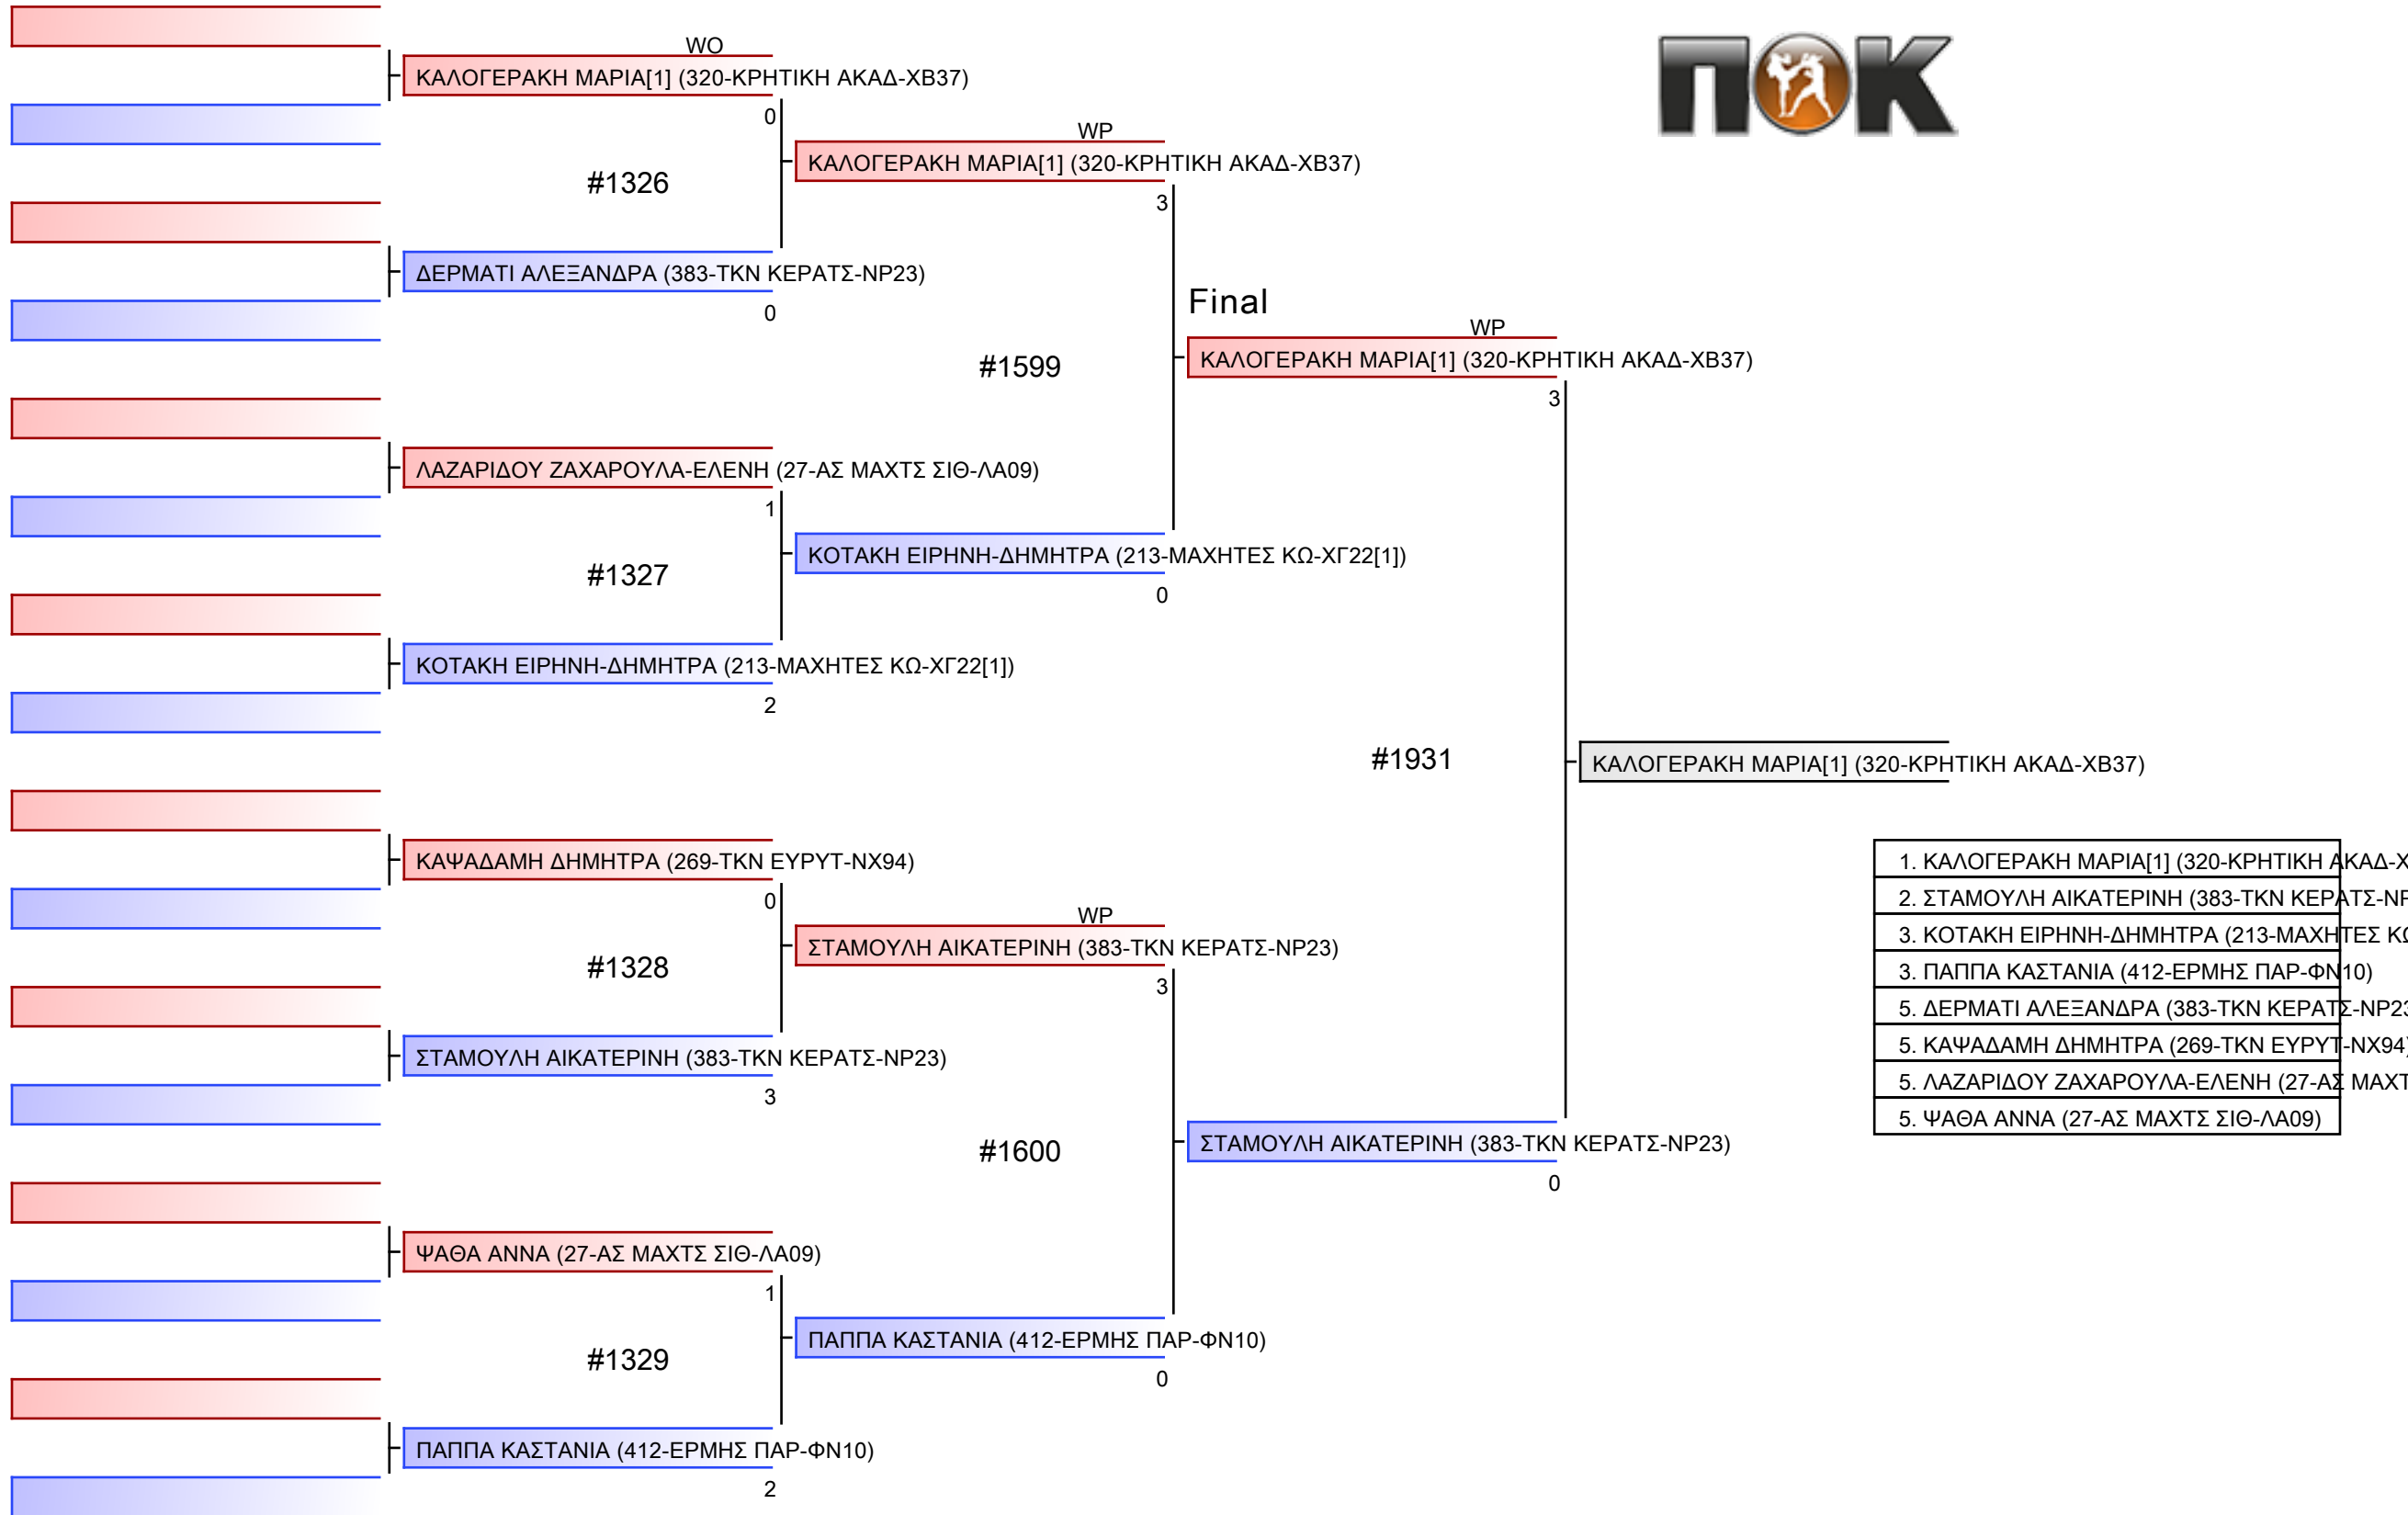 ΠΟΚ
WO
ΚΑΛΟΓΕΡΑΚΗ ΜΑΡΙΑ[1] (320-ΚΡΗΤΙΚΗ ΑΚΑΔ-ΧΒ37)
0
WP
ΚΑΛΟΓΕΡΑΚΗ ΜΑΡΙΑ[1] (320-ΚΡΗΤΙΚΗ ΑΚΑΔ-ΧΒ37)
#1326
3
ΔΕΡΜΑΤΙ ΑΛΕΞΑΝΔΡΑ (383-ΤΚΝ ΚΕΡΑΤΣ-ΝΡ23)
0
Final
WP
ΚΑΛΟΓΕΡΑΚΗ ΜΑΡΙΑ[1] (320-ΚΡΗΤΙΚΗ ΑΚΑΔ-ΧΒ37)
#1599
3
ΛΑΖΑΡΙΔΟΥ ΖΑΧΑΡΟΥΛΑ-ΕΛΕΝΗ (27-ΑΣ ΜΑΧΤΣ ΣΙΘ-ΛΑ09)
1
ΚΟΤΑΚΗ ΕΙΡΗΝΗ-ΔΗΜΗΤΡΑ (213-ΜΑΧΗΤΕΣ ΚΩ-ΧΓ22[1])
#1327
0
ΚΟΤΑΚΗ ΕΙΡΗΝΗ-ΔΗΜΗΤΡΑ (213-ΜΑΧΗΤΕΣ ΚΩ-ΧΓ22[1])
2
#1931
ΚΑΛΟΓΕΡΑΚΗ ΜΑΡΙΑ[1] (320-ΚΡΗΤΙΚΗ ΑΚΑΔ-ΧΒ37)
ΚΑΨΑΔΑΜΗ ΔΗΜΗΤΡΑ (269-ΤΚΝ ΕΥΡΥΤ-ΝΧ94)
0
WP
ΣΤΑΜΟΥΛΗ ΑΙΚΑΤΕΡΙΝΗ (383-ΤΚΝ ΚΕΡΑΤΣ-ΝΡ23)
#1328
3
ΣΤΑΜΟΥΛΗ ΑΙΚΑΤΕΡΙΝΗ (383-ΤΚΝ ΚΕΡΑΤΣ-ΝΡ23)
3
#1600
ΣΤΑΜΟΥΛΗ ΑΙΚΑΤΕΡΙΝΗ (383-ΤΚΝ ΚΕΡΑΤΣ-ΝΡ23)
0
ΨΑΘΑ ΑΝΝΑ (27-ΑΣ ΜΑΧΤΣ ΣΙΘ-ΛΑ09)
1
ΠΑΠΠΑ ΚΑΣΤΑΝΙΑ (412-ΕΡΜΗΣ ΠΑΡ-ΦΝ10)
#1329
0
ΠΑΠΠΑ ΚΑΣΤΑΝΙΑ (412-ΕΡΜΗΣ ΠΑΡ-ΦΝ10)
2
1. ΚΑΛΟΓΕΡΑΚΗ ΜΑΡΙΑ[1] (320-ΚΡΗΤΙΚΗ ΑΚΑΔ-Χ
2. ΣΤΑΜΟΥΛΗ ΑΙΚΑΤΕΡΙΝΗ (383-ΤΚΝ ΚΕΡΑΤΣ-ΝΡ
3. ΚΟΤΑΚΗ ΕΙΡΗΝΗ-ΔΗΜΗΤΡΑ (213-ΜΑΧΗΤΕΣ ΚΩ
3. ΠΑΠΠΑ ΚΑΣΤΑΝΙΑ (412-ΕΡΜΗΣ ΠΑΡ-ΦΝ10)
5. ΔΕΡΜΑΤΙ ΑΛΕΞΑΝΔΡΑ (383-ΤΚΝ ΚΕΡΑΤΣ-ΝΡ23
5. ΚΑΨΑΔΑΜΗ ΔΗΜΗΤΡΑ (269-ΤΚΝ ΕΥΡΥΤ-ΝΧ94)
5. ΛΑΖΑΡΙΔΟΥ ΖΑΧΑΡΟΥΛΑ-ΕΛΕΝΗ (27-ΑΣ ΜΑΧΤ
5. ΨΑΘΑ ΑΝΝΑ (27-ΑΣ ΜΑΧΤΣ ΣΙΘ-ΛΑ09)